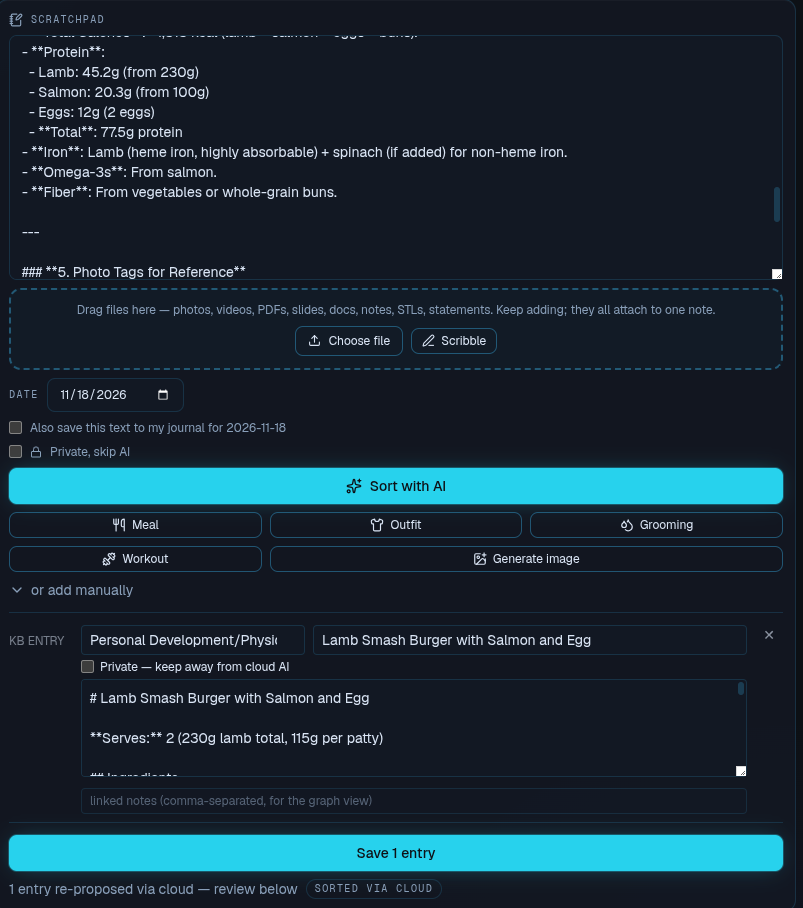 SCRATCHPAD
- **Protein**:
- Lamb: 45.2g (from 230g)
- Salmon: 20.3g (from 100g)
- Eggs: 12g (2 eggs)
- **Total**: 77.5g protein
- **Iron**: Lamb (heme iron, highly absorbable) + spinach (if added) for non-heme iron.
- **Omega-3s**: From salmon.
- **Fiber**: From vegetables or whole-grain buns.
---
### **5. Photo Tags for Reference**
Drag files here — photos, videos, PDFs, slides, docs, notes, STLs, statements. Keep adding; they all attach to one note.
Choose file Scribble
DATE 11/18/2026
Also save this text to my journal for 2026-11-18
Private, skip AI
Sort with AI
Meal Outfit Grooming
Workout Generate image
or add manually
KB ENTRY Personal Development/Physic Lamb Smash Burger with Salmon and Egg
Private — keep away from cloud AI
# Lamb Smash Burger with Salmon and Egg
**Serves:** 2 (230g lamb total, 115g per patty)
## Ingredients
linked notes (comma-separated, for the graph view)
Save 1 entry
1 entry re-proposed via cloud — review below SORTED VIA CLOUD